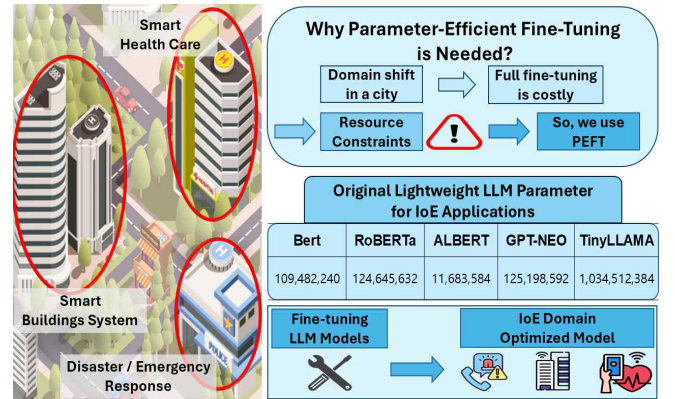 Smart
Health Care
H
H
HOSPITAL
H
Smart
Buildings System
POLICE
Disaster / Emergency
Response
Why Parameter-Efficient Fine-Tuning
is Needed?
Domain shift
in a city
Full fine-tuning
is costly
Resource
Constraints
!
So, we use
PEFT
Original Lightweight LLM Parameter
for IoE Applications
Bert RoBERTa ALBERT GPT-NEO TinyLLAMA
109,482,240 124,645,632 11,683,584 125,198,592 1,034,512,384
Fine-tuning
LLM Models
IoE Domain
Optimized Model